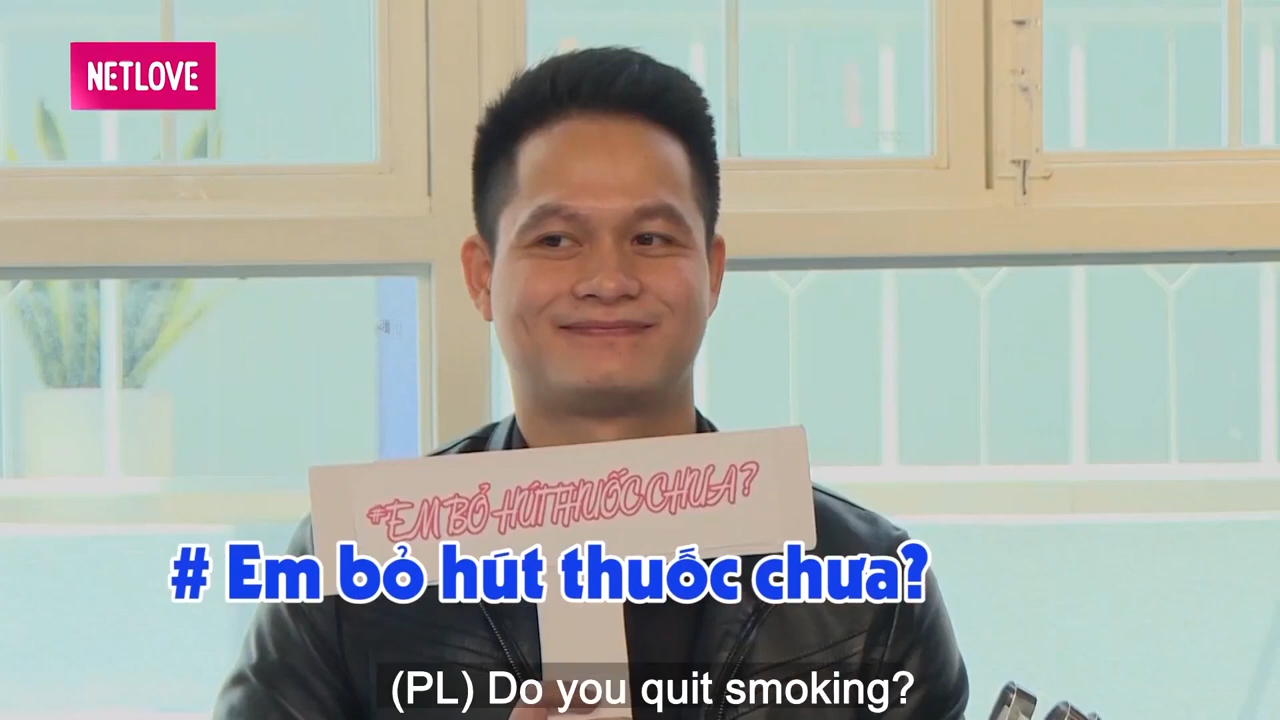 NETLOVE
#EM BỎ HÚT THUỐC CHƯA?
# Em bỏ hút thuốc chưa?
(PL) Do you quit smoking?